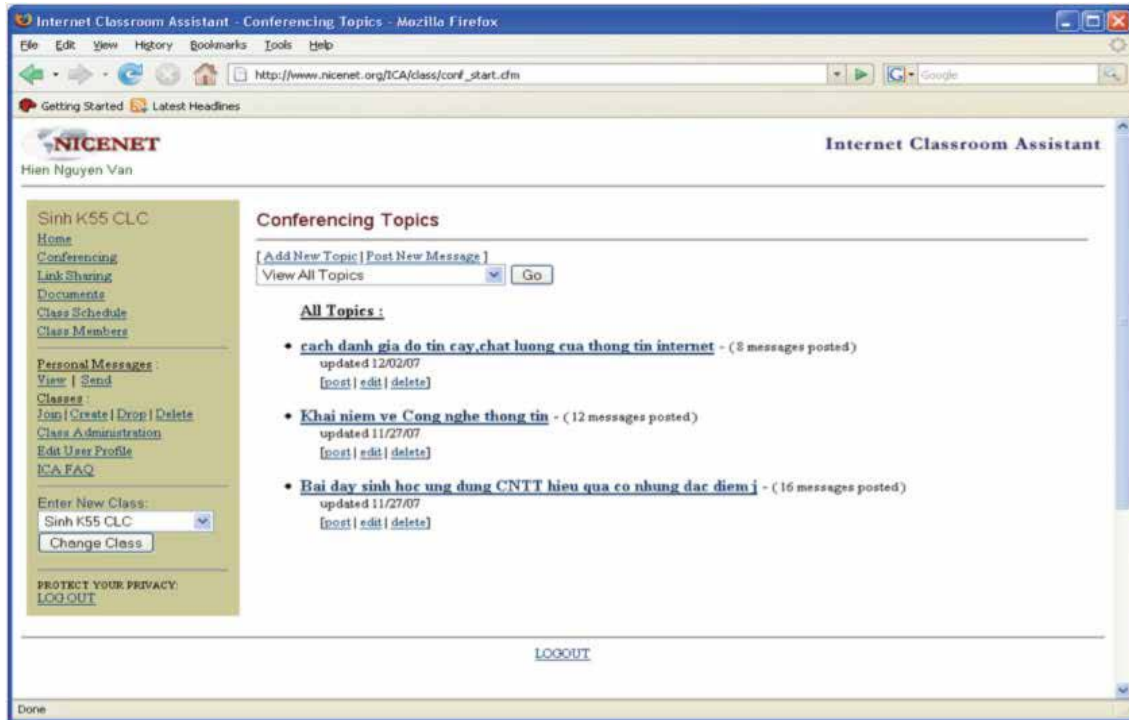 Internet Classroom Assistant - Conferencing Topics - Mozilla Firefox
File Edit View History Bookmarks Tools Help
http://www.nicenet.org/ICA/class/conf_start.cfm
G Google
Getting Started Latest Headlines
NICENET
Internet Classroom Assistant
Hien Nguyen Van
Sinh K55 CLC
Home
Conferencing
Link Sharing
Documents
Class Schedule
Class Members
Personal Messages :
View | Send
Classes :
Join | Create | Drop | Delete
Class Administration
Edit User Profile
ICA FAQ
Enter New Class:
Sinh K55 CLC
Change Class
PROTECT YOUR PRIVACY:
LOG OUT
Conferencing Topics
[ Add New Topic | Post New Message ]
View All Topics Go
All Topics :
• cach danh gia do tin cay,chat luong cua thong tin internet - ( 8 messages posted )
updated 12/02/07
[post | edit | delete]
• Khai niem ve Cong nghe thong tin - ( 12 messages posted )
updated 11/27/07
[post | edit | delete]
• Bai day sinh hoc ung dung CNTT hieu qua co nhung dac diem j - ( 16 messages posted )
updated 11/27/07
[post | edit | delete]
LOGOUT
Done